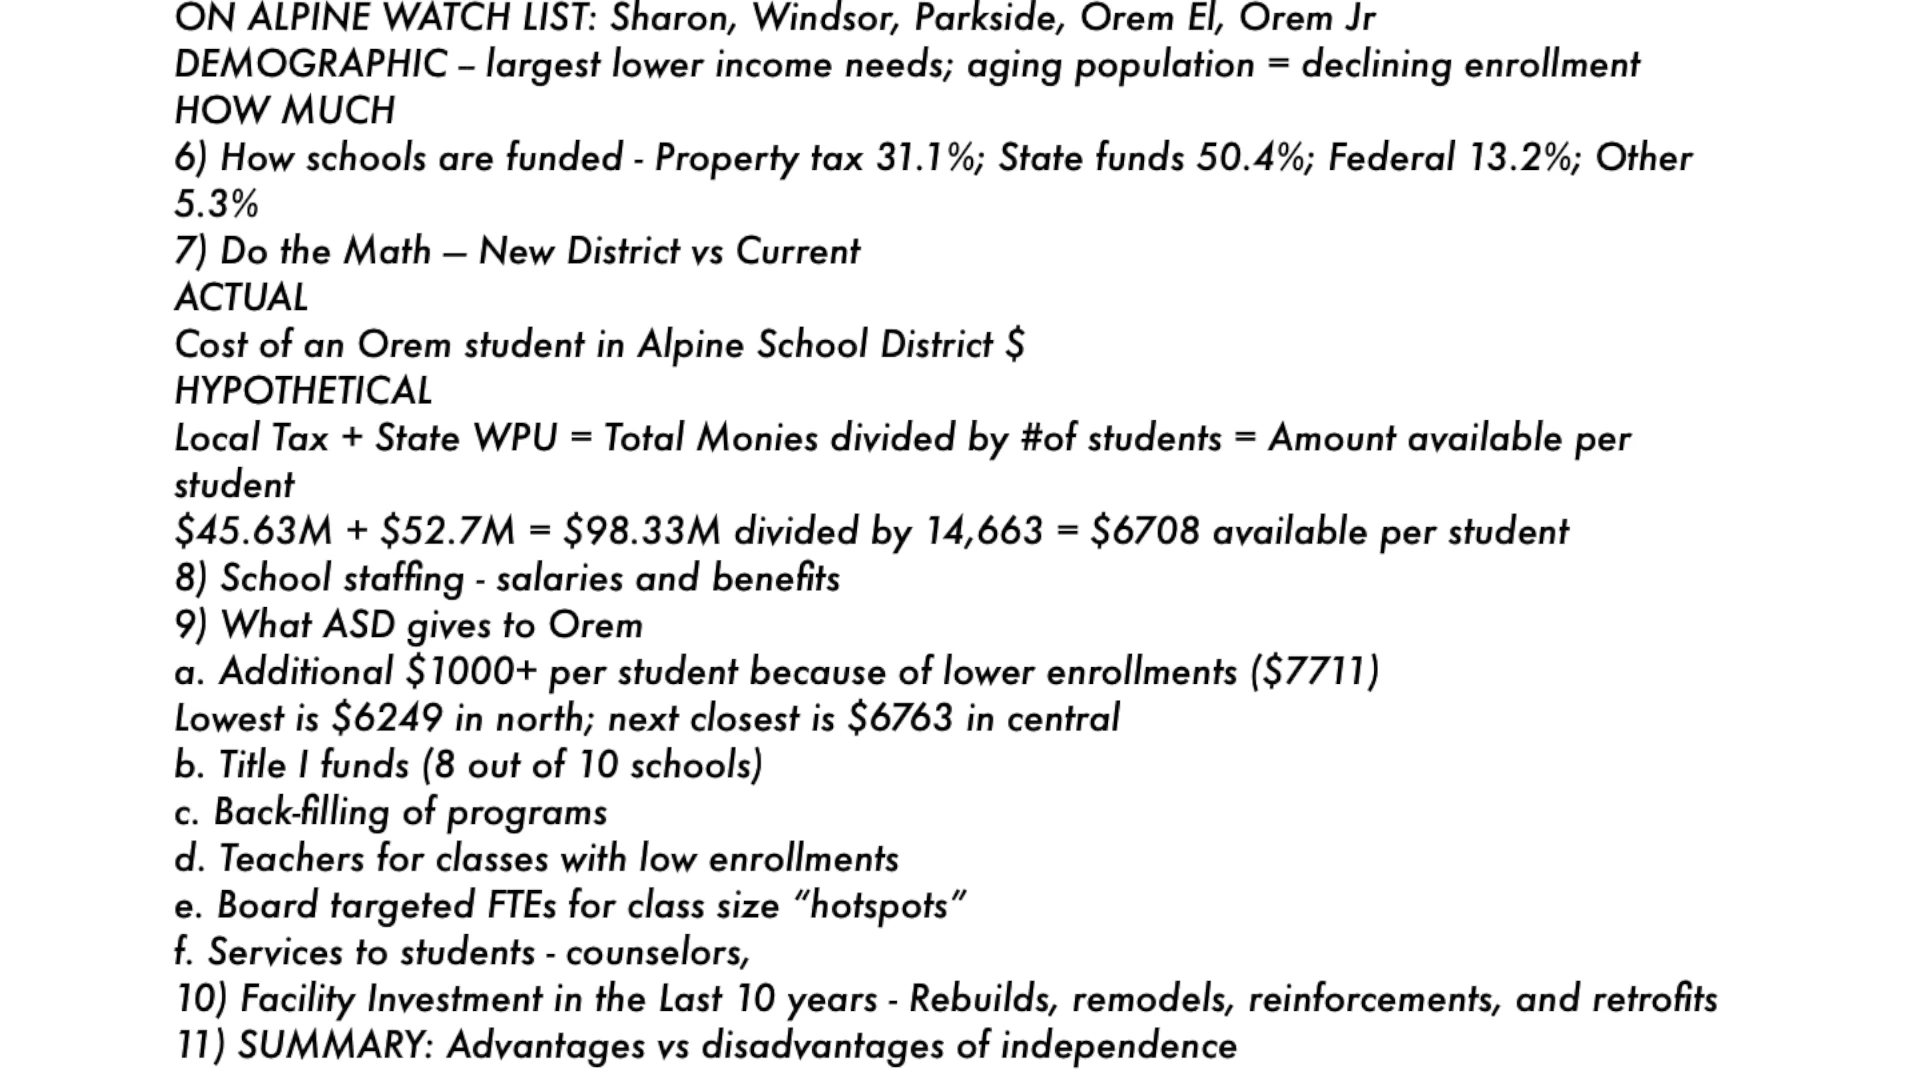 ON ALPINE WATCH LIST: Sharon, Windsor, Parkside, Orem El, Orem Jr
DEMOGRAPHIC – largest lower income needs; aging population = declining enrollment
HOW MUCH
6) How schools are funded - Property tax 31.1%; State funds 50.4%; Federal 13.2%; Other
5.3%
7) Do the Math – New District vs Current
ACTUAL
Cost of an Orem student in Alpine School District $
HYPOTHETICAL
Local Tax + State WPU = Total Monies divided by #of students = Amount available per
student
$45.63M + $52.7M = $98.33M divided by 14,663 = $6708 available per student
8) School staffing - salaries and benefits
9) What ASD gives to Orem
a. Additional $1000+ per student because of lower enrollments ($7711)
Lowest is $6249 in north; next closest is $6763 in central
b. Title I funds (8 out of 10 schools)
c. Back-filling of programs
d. Teachers for classes with low enrollments
e. Board targeted FTEs for class size “hotspots”
f. Services to students - counselors,
10) Facility Investment in the Last 10 years - Rebuilds, remodels, reinforcements, and retrofits
11) SUMMARY: Advantages vs disadvantages of independence